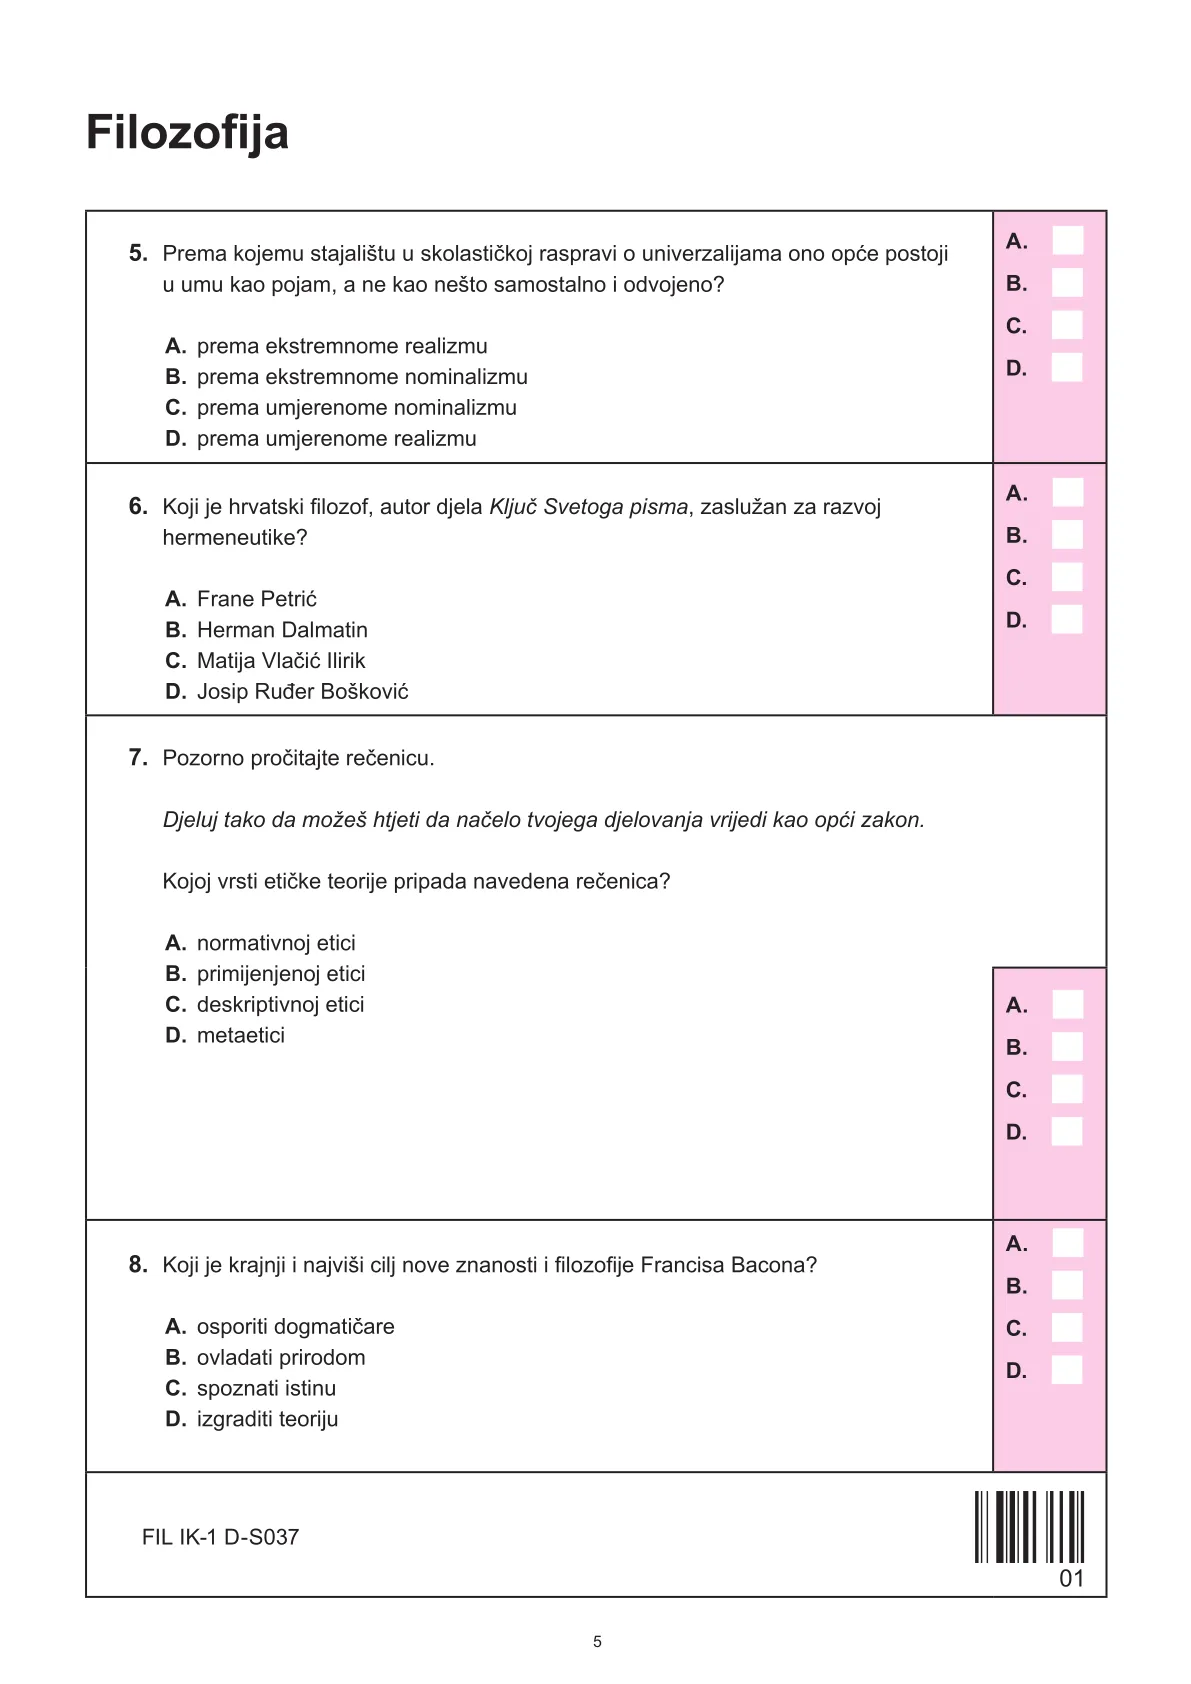 Filozofija
5. Prema kojemu stajalištu u skolastičkoj raspravi o univerzalijama ono opće postoji
u umu kao pojam, a ne kao nešto samostalno i odvojeno?
A. prema ekstremnome realizmu
B. prema ekstremnome nominalizmu
C. prema umjerenome nominalizmu
D. prema umjerenome realizmu
A.
B.
C.
D.
6. Koji je hrvatski filozof, autor djela Ključ Svetoga pisma, zaslužan za razvoj
hermeneutike?
A. Frane Petrić
B. Herman Dalmatin
C. Matija Vlačić Ilirik
D. Josip Ruđer Bošković
A.
B.
C.
D.
7. Pozorno pročitajte rečenicu.
Djeluj tako da možeš htjeti da načelo tvojega djelovanja vrijedi kao opći zakon.
Kojoj vrsti etičke teorije pripada navedena rečenica?
A. normativnoj etici
B. primijenjenoj etici
C. deskriptivnoj etici
D. metaetici
A.
B.
C.
D.
8. Koji je krajnji i najviši cilj nove znanosti i filozofije Francisa Bacona?
A. osporiti dogmatičare
B. ovladati prirodom
C. spoznati istinu
D. izgraditi teoriju
A.
B.
C.
D.
FIL IK-1 D-S037
01
5